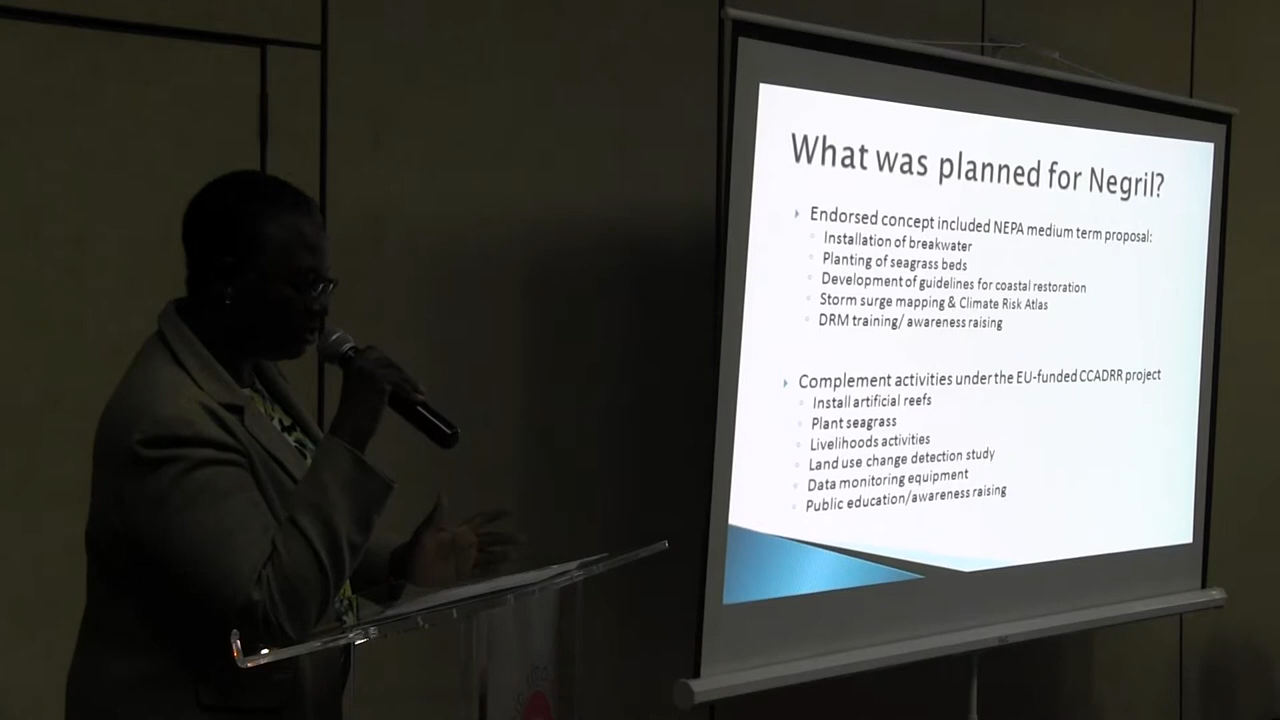 What was planned for Negril?
Endorsed concept included NEPA medium term proposal:
Installation of breakwater
Planting of seagrass beds
Development of guidelines for coastal restoration
Storm surge mapping & Climate Risk Atlas
DRM training/ awareness raising
Complement activities under the EU-funded CCADRR project
Install artificial reefs
Plant seagrass
Livelihoods activities
Land use change detection study
Data monitoring equipment
Public education/awareness raising